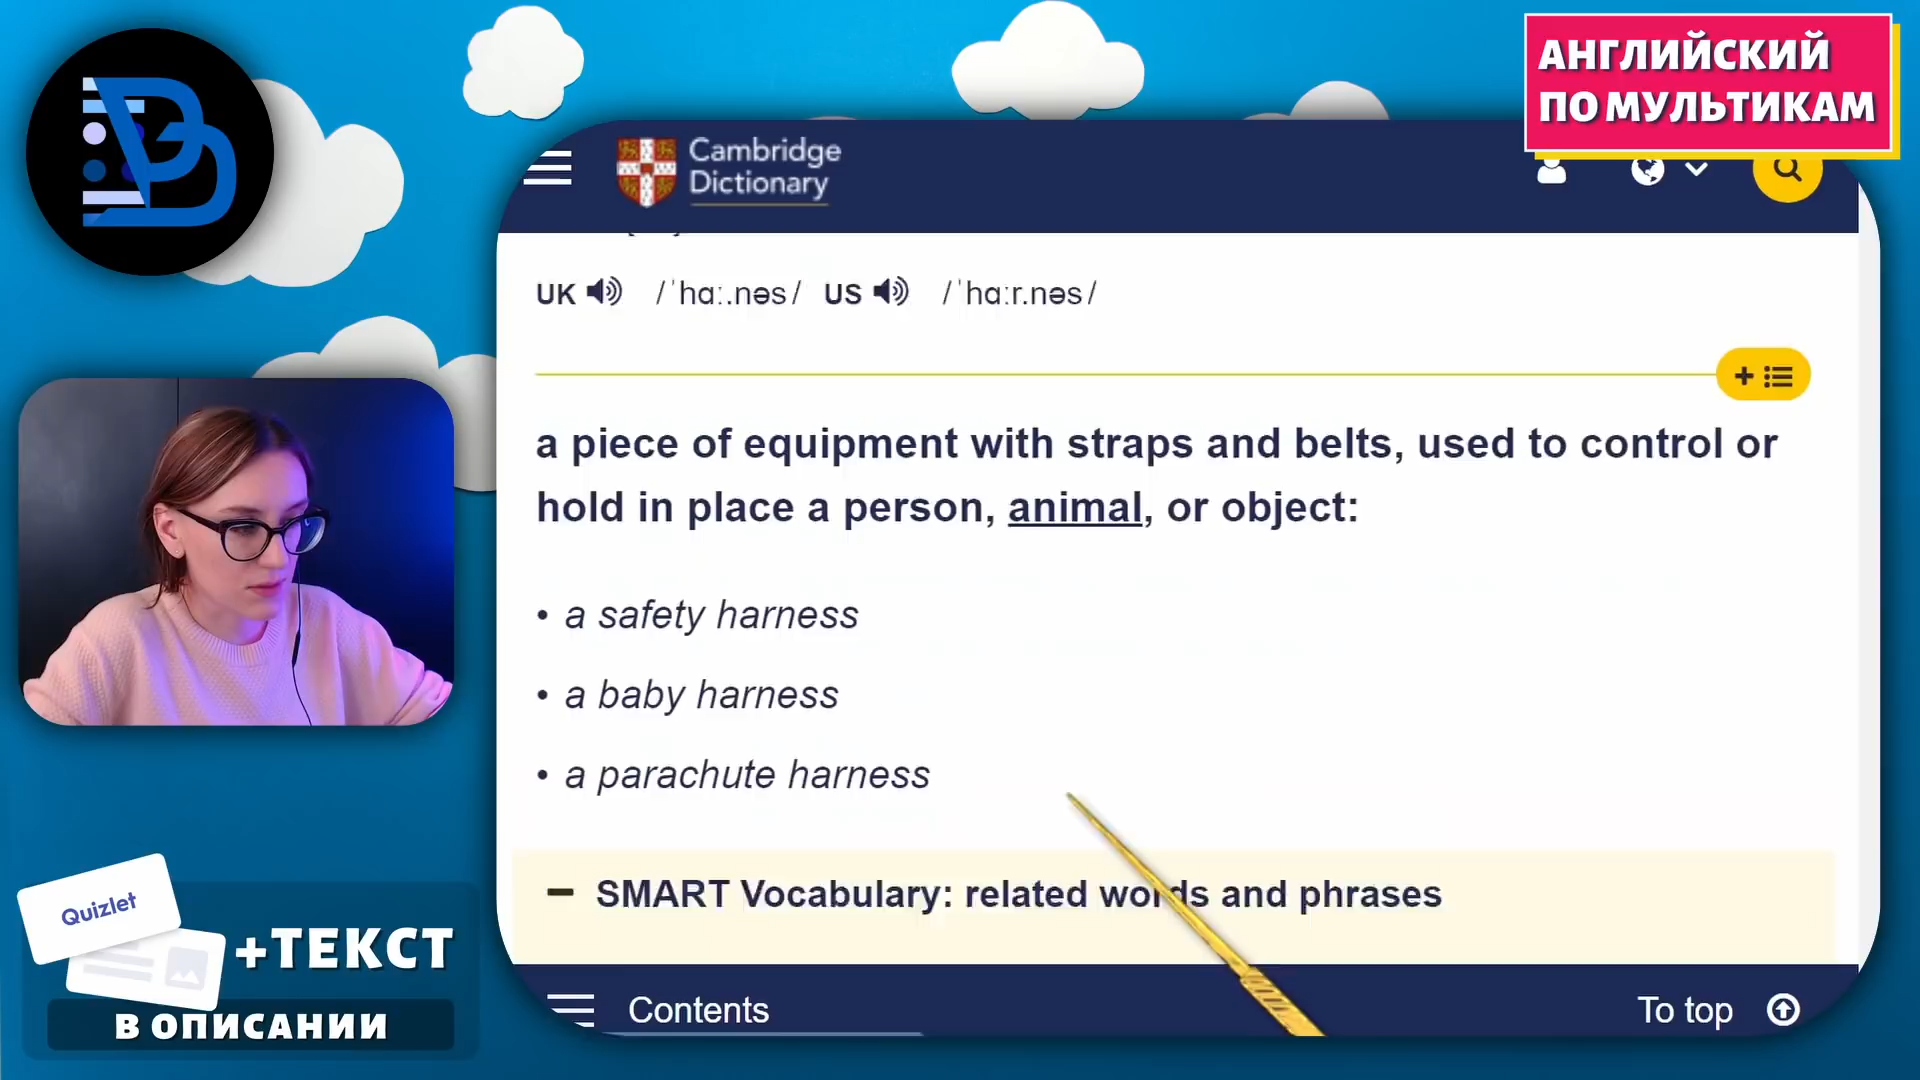 АНГЛИЙСКИЙ
ПО МУЛЬТИКАМ
Cambridge
Dictionary
UK /ˈhɑː.nəs/ US /ˈhɑːr.nəs/
a piece of equipment with straps and belts, used to control or
hold in place a person, animal, or object:
• a safety harness
• a baby harness
• a parachute harness
SMART Vocabulary: related words and phrases
Contents
To top
Quizlet
+ТЕКСТ
В ОПИСАНИИ